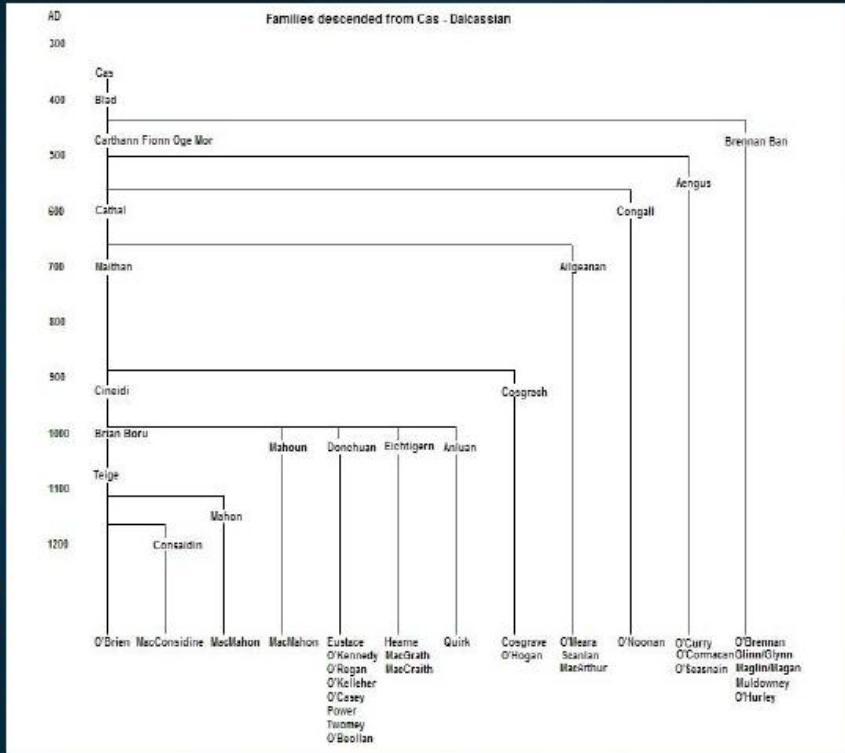 AD
Families descended from Cas - Dalcassian
300
Cas
400
Blad
Carthann Fionn Oge Mor
Brennan Ban
500
Aengus
600
Cathal
Congall
700
Maithan
Ailgeanan
800
900
Cineidi
Cosgrach
1000
Brian Boru
Mahoun
Donchuan
Eichtigern
Anluan
Teige
1100
Mahon
1200
Consaidin
O'Brien
MacConsidine
MacMahon
MacMahon
Eustace
O'Kennedy
O'Regan
O'Kelleher
O'Casey
Power
Twomey
O'Beollan
Hearne
MacGrath
MacCraith
Quirk
Cosgrave
O'Hogan
O'Meara
Scanlan
MacArthur
O'Noonan
O'Curry
O'Cormacan
O'Seasnain
O'Brennan
Glinn/Glynn
Maglin/Magan
Muldowney
O'Hurley